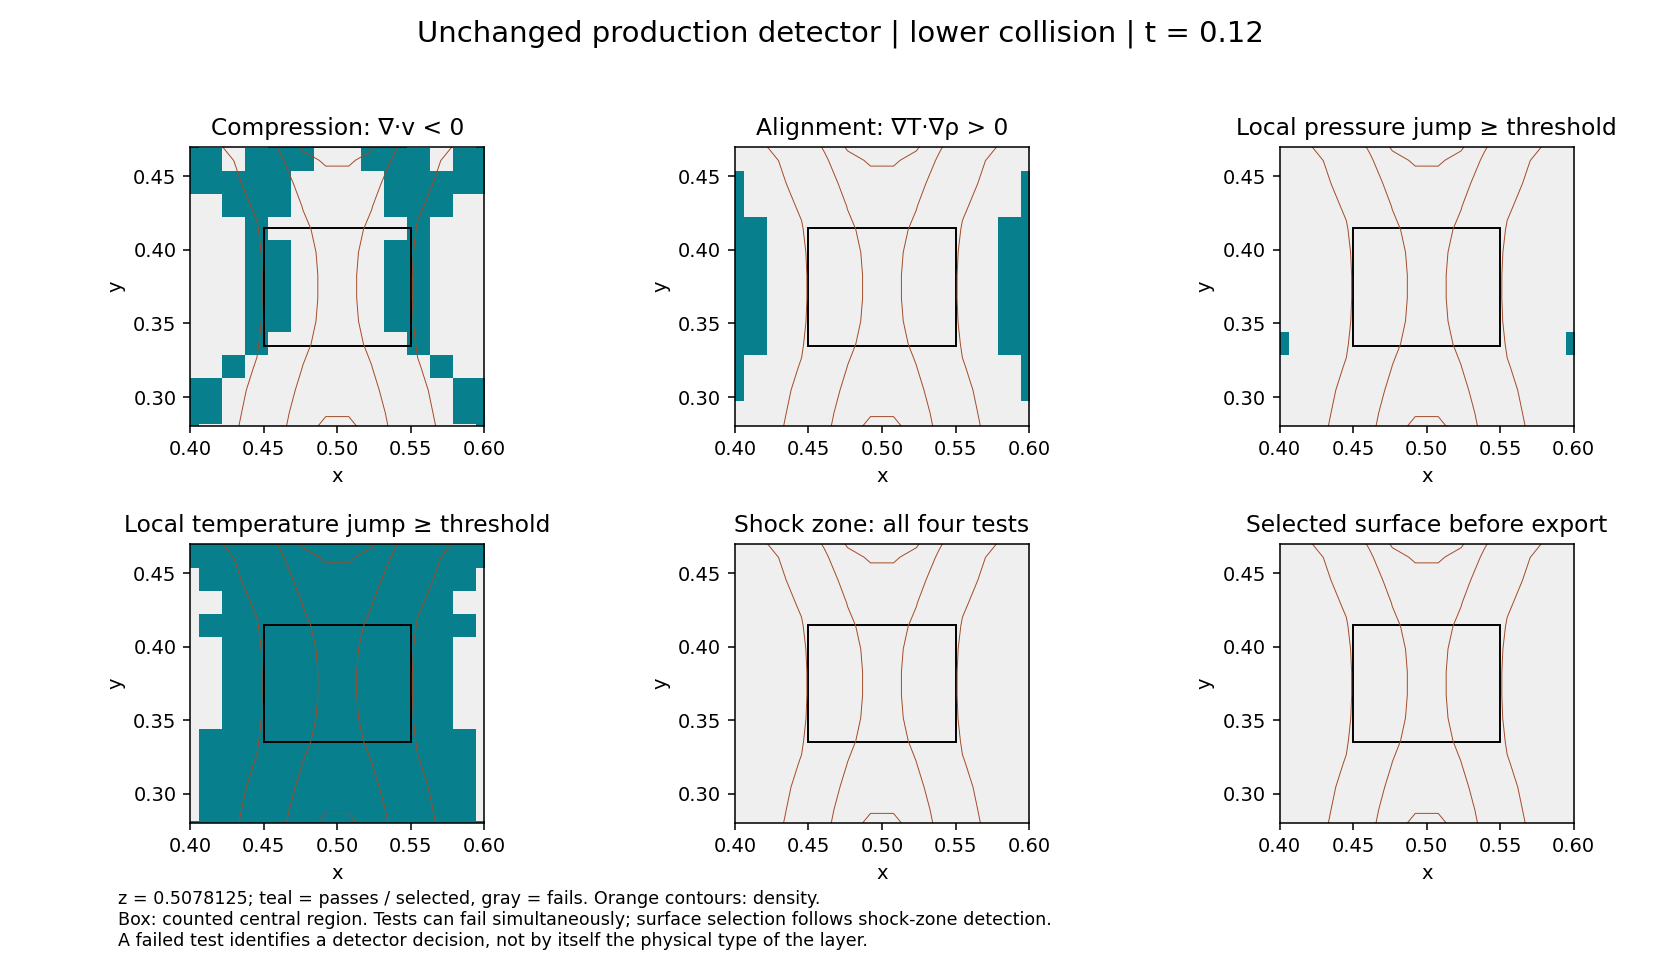 Unchanged production detector | lower collision | t = 0.12
Compression: ∇·v < 0
Alignment: ∇T·∇ρ > 0
Local pressure jump ≥ threshold
0.45
0.40
0.35
0.30
y
0.40 0.45 0.50 0.55 0.60
x
0.45
0.40
0.35
0.30
y
0.40 0.45 0.50 0.55 0.60
x
0.45
0.40
0.35
0.30
y
0.40 0.45 0.50 0.55 0.60
x
Local temperature jump ≥ threshold
Shock zone: all four tests
Selected surface before export
0.45
0.40
0.35
0.30
y
0.40 0.45 0.50 0.55 0.60
x
0.45
0.40
0.35
0.30
y
0.40 0.45 0.50 0.55 0.60
x
0.45
0.40
0.35
0.30
y
0.40 0.45 0.50 0.55 0.60
x
z = 0.5078125; teal = passes / selected, gray = fails. Orange contours: density.
Box: counted central region. Tests can fail simultaneously; surface selection follows shock-zone detection.
A failed test identifies a detector decision, not by itself the physical type of the layer.